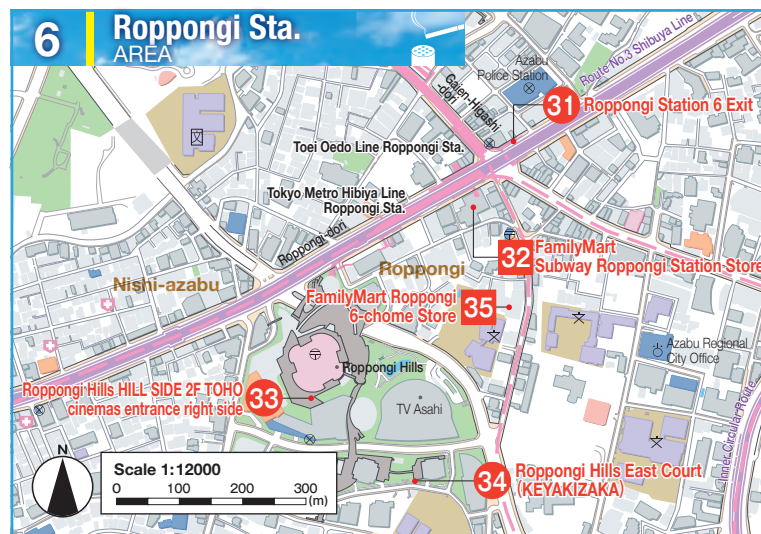 6
Roppongi Sta.
AREA
Azabu
Police Station
Route No.3 Shibuya Line
Gaien-Higashi
-dori
31 Roppongi Station 6 Exit
Toei Oedo Line Roppongi Sta.
Tokyo Metro Hibiya Line
Roppongi Sta.
Roppongi-dori
32 FamilyMart
Subway Roppongi Station Store
Roppongi
Nishi-azabu
FamilyMart Roppongi
6-chome Store
35
Azabu Regional
City Office
Roppongi Hills
Roppongi Hills HILL SIDE 2F TOHO
cinemas entrance right side
33
TV Asahi
Inner Circular Route
N
Scale 1:12000
0 100 200 300
(m)
34 Roppongi Hills East Court
(KEYAKIZAKA)
文